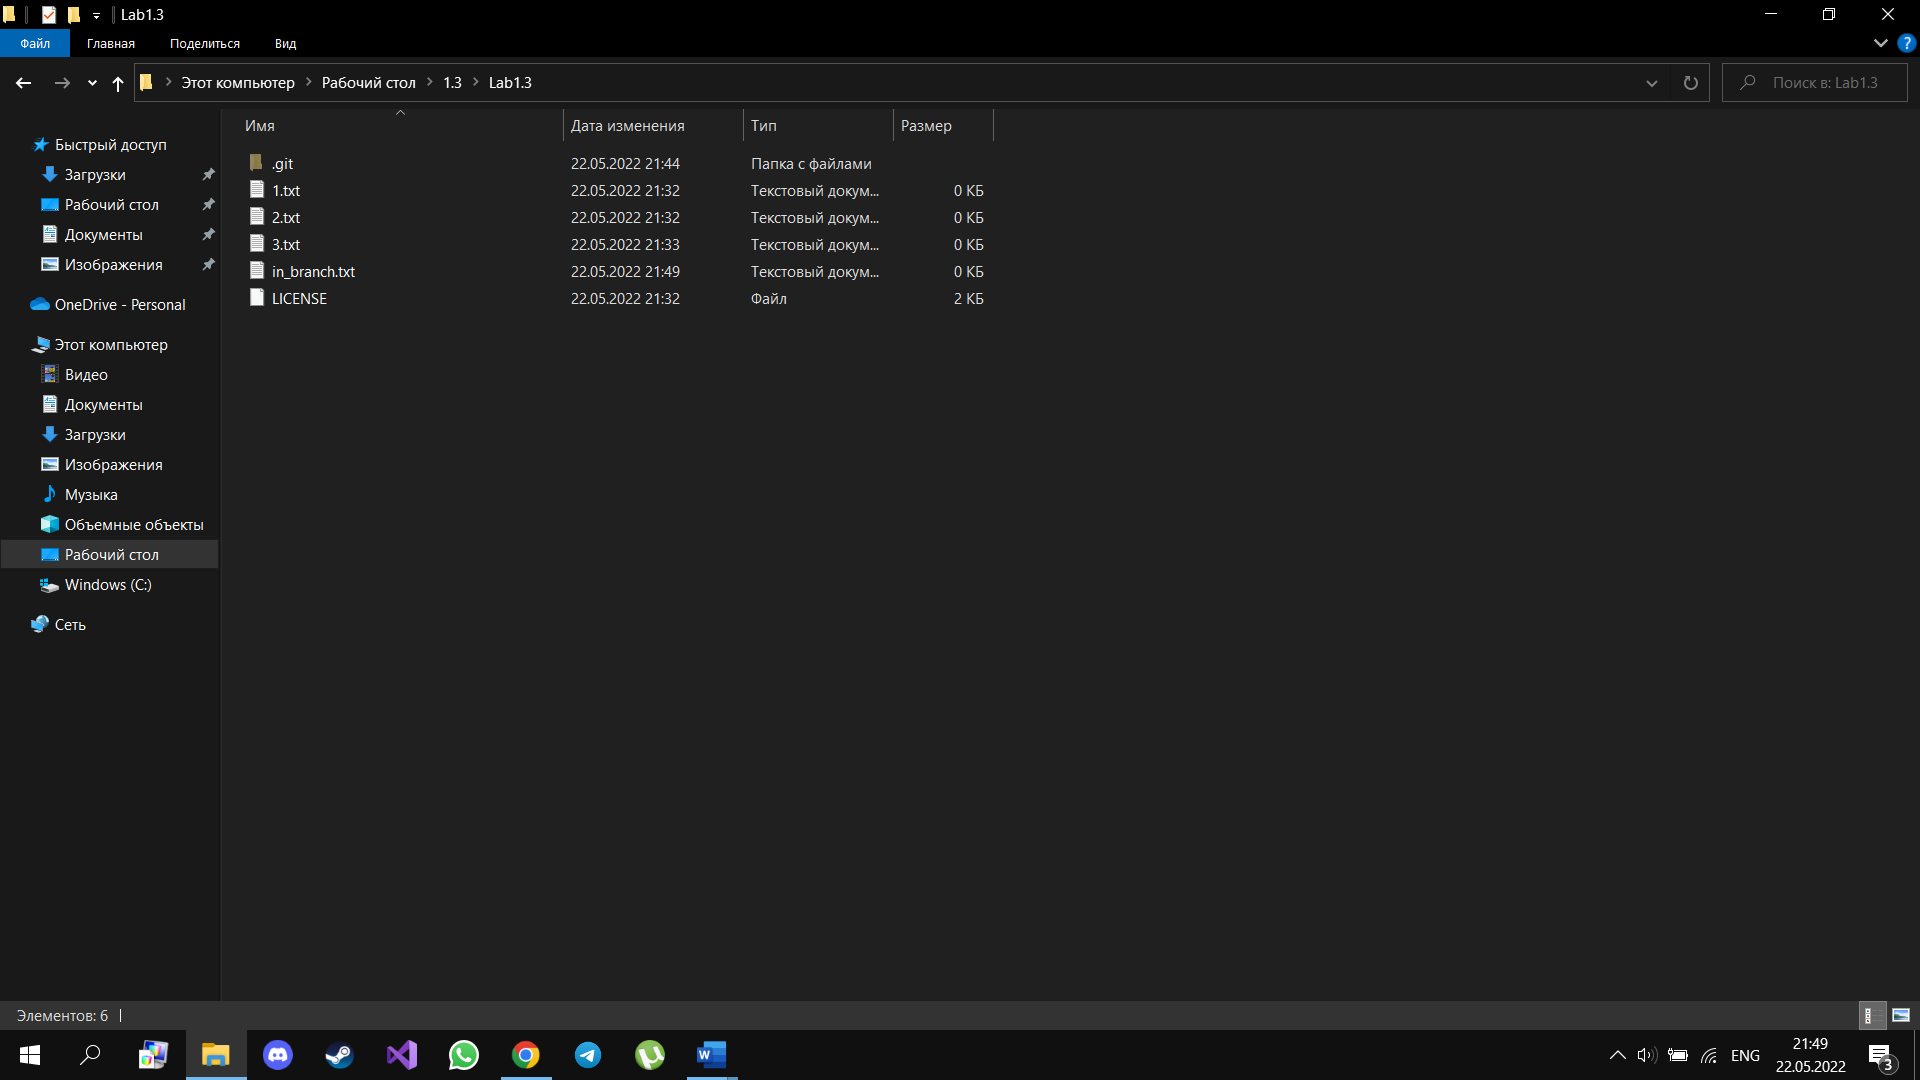 Lab1.3
Файл Главная Поделиться Вид
Этот компьютер Рабочий стол 1.3 Lab1.3 Поиск в: Lab1.3
Имя Дата изменения Тип Размер
.git 22.05.2022 21:44 Папка с файлами
1.txt 22.05.2022 21:32 Текстовый докум... 0 КБ
2.txt 22.05.2022 21:32 Текстовый докум... 0 КБ
3.txt 22.05.2022 21:33 Текстовый докум... 0 КБ
in_branch.txt 22.05.2022 21:49 Текстовый докум... 0 КБ
LICENSE 22.05.2022 21:32 Файл 2 КБ
Быстрый доступ
Загрузки
Рабочий стол
Документы
Изображения
OneDrive - Personal
Этот компьютер
Видео
Документы
Загрузки
Изображения
Музыка
Объемные объекты
Рабочий стол
Windows (C:)
Сеть
Элементов: 6
ENG
21:49
22.05.2022
3